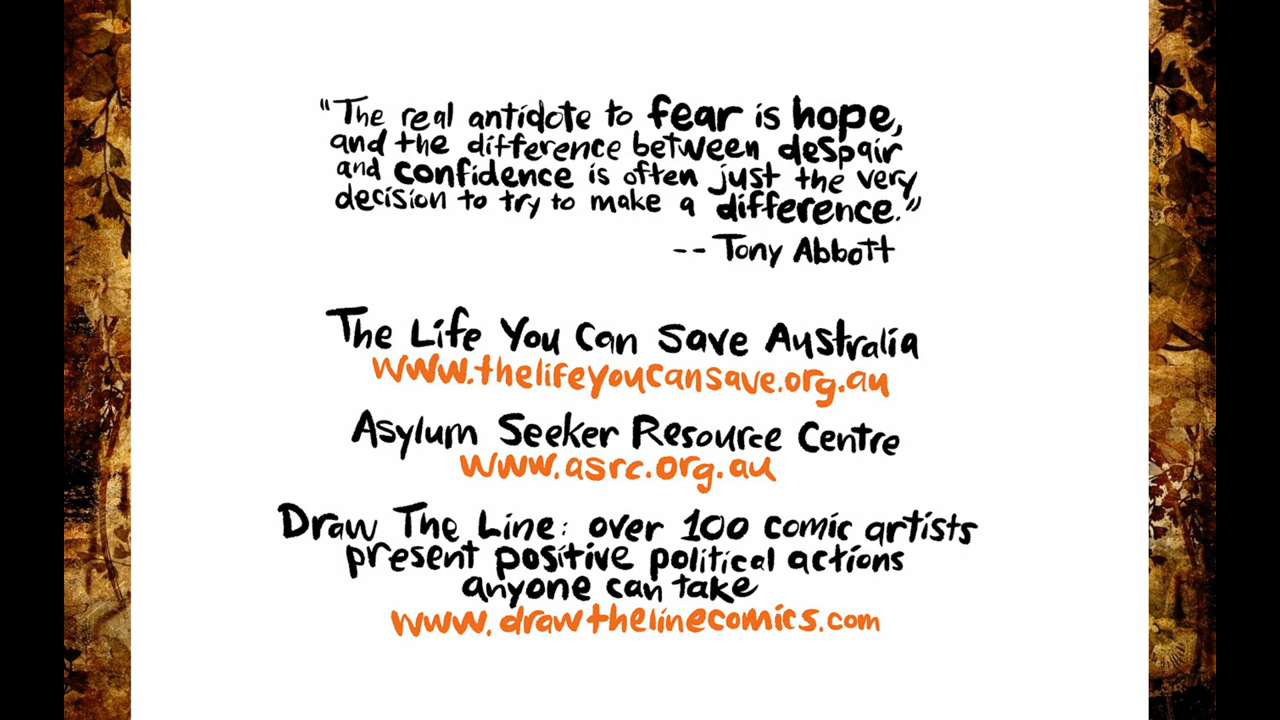 "The real antidote to fear is hope,
and the difference between despair
and confidence is often just the very
decision to try to make a difference."
-- Tony Abbott
The Life You Can Save Australia
www.thelifeyoucansave.org.au
Asylum Seeker Resource Centre
www.asrc.org.au
Draw The Line: over 100 comic artists
present positive political actions
anyone can take
www.drawthelinecomics.com